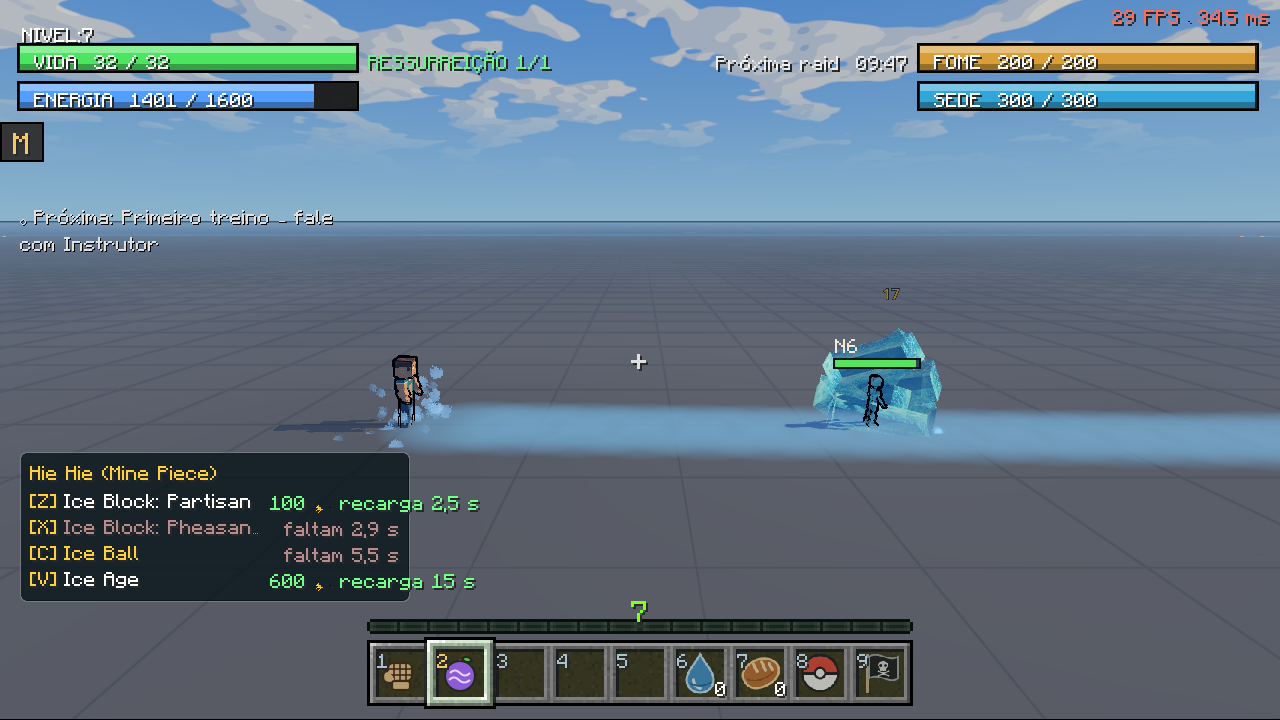 29 FPS · 34.5 ms
NIVEL:7
VIDA 32 / 32
RESSURREIÇÃO 1/1
Próxima raid 09:47
FOME 200 / 200
ENERGIA 1401 / 1600
SEDE 300 / 300
M
Próxima: Primeiro treino - fale
com Instrutor
17
N6
Hie Hie (Mine Piece)
[Z] Ice Block: Partisan 100 recarga 2,5 s
[X] Ice Block: Pheasan… faltam 2,9 s
[C] Ice Ball faltam 5,5 s
[V] Ice Age 600 recarga 15 s
7
1 2 3 4 5 6 0 7 0 8 9